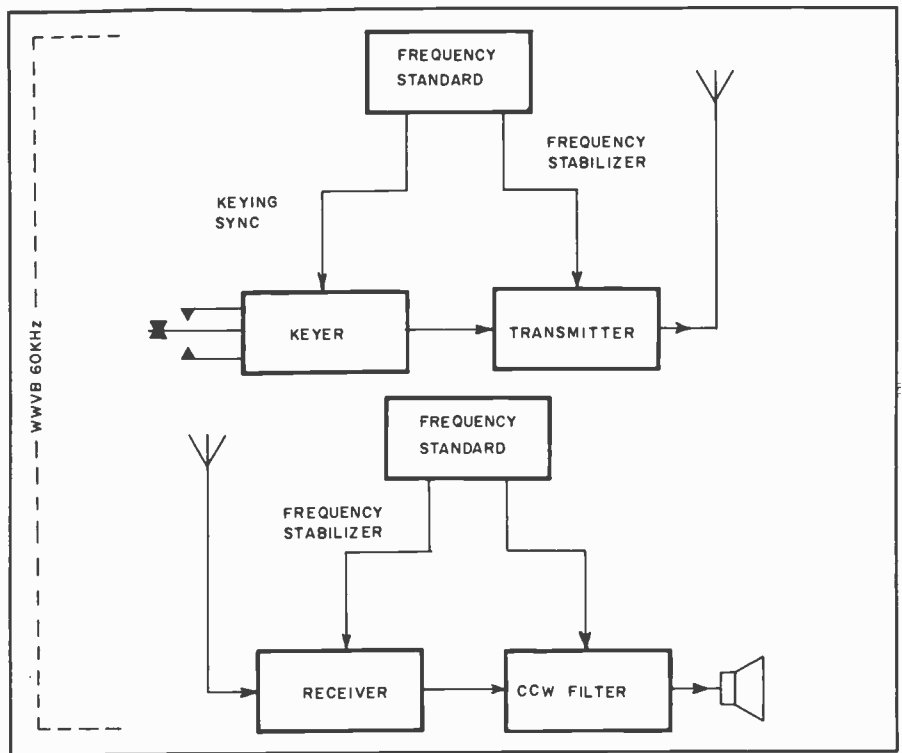 FREQUENCY
STANDARD
FREQUENCY
STABILIZER
KEYING
SYNC
KEYER
TRANSMITTER
WWVB 60KHz
FREQUENCY
STANDARD
FREQUENCY
STABILIZER
RECEIVER
CCW FILTER